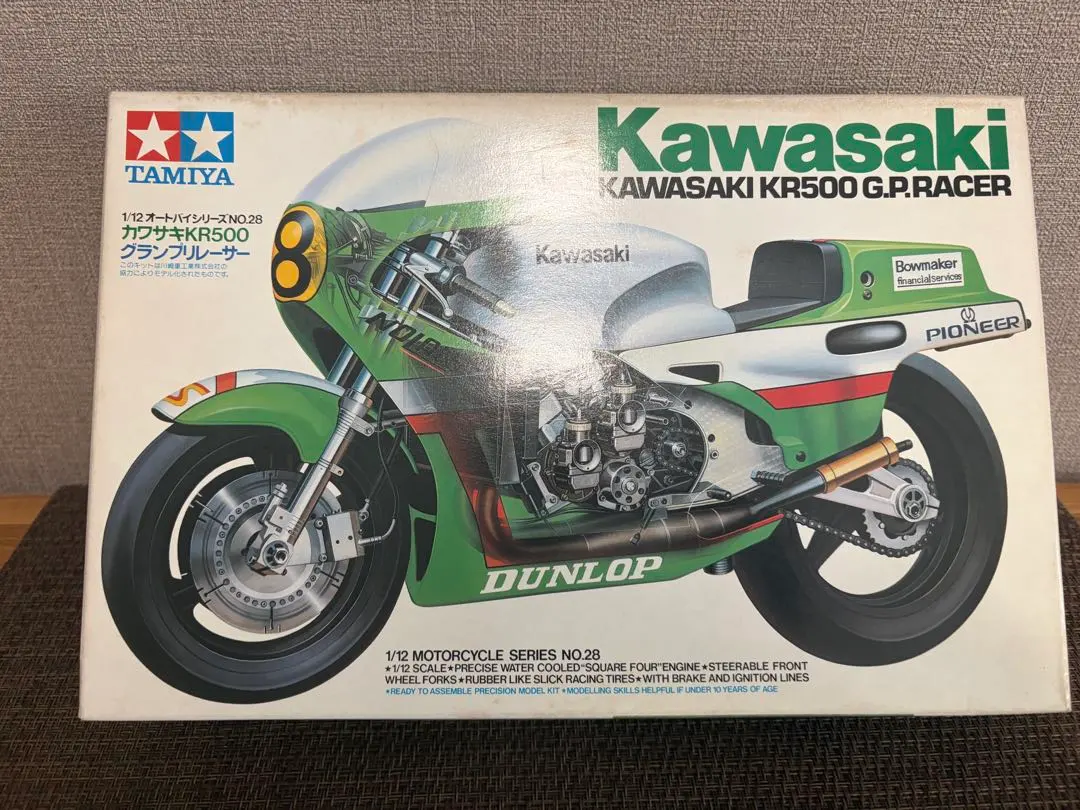 TAMIYA
Kawasaki
KAWASAKI KR500 G.P.RACER
1/12 オートバイシリーズNO.28
カワサキKR500
グランプリレーサー
このキットは川崎重工業株式会社の
協力によりモデル化されたものです。
8
Kawasaki
Bowmaker
financial services
PIONEER
DUNLOP
1/12 MOTORCYCLE SERIES NO.28
★1/12 SCALE★PRECISE WATER COOLED"SQUARE FOUR"ENGINE★STEERABLE FRONT
WHEEL FORKS★RUBBER LIKE SLICK RACING TIRES★WITH BRAKE AND IGNITION LINES
★READY TO ASSEMBLE PRECISION MODEL KIT ★MODELLING SKILLS HELPFUL IF UNDER 10 YEARS OF AGE